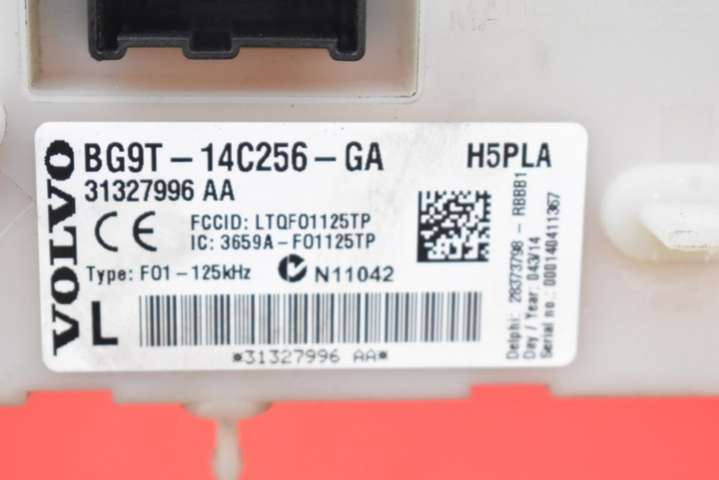 VOLVO
BG9T-14C256-GA H5PLA
31327996 AA
FCCID: LTQF01125TP
IC: 3659A-F01125TP
Type: F01-125kHz N11042
L
*31327996 AA*
Delphi: 28373798 - RBBB1
Day / Year: 043/14
Serial no.: 000140411367